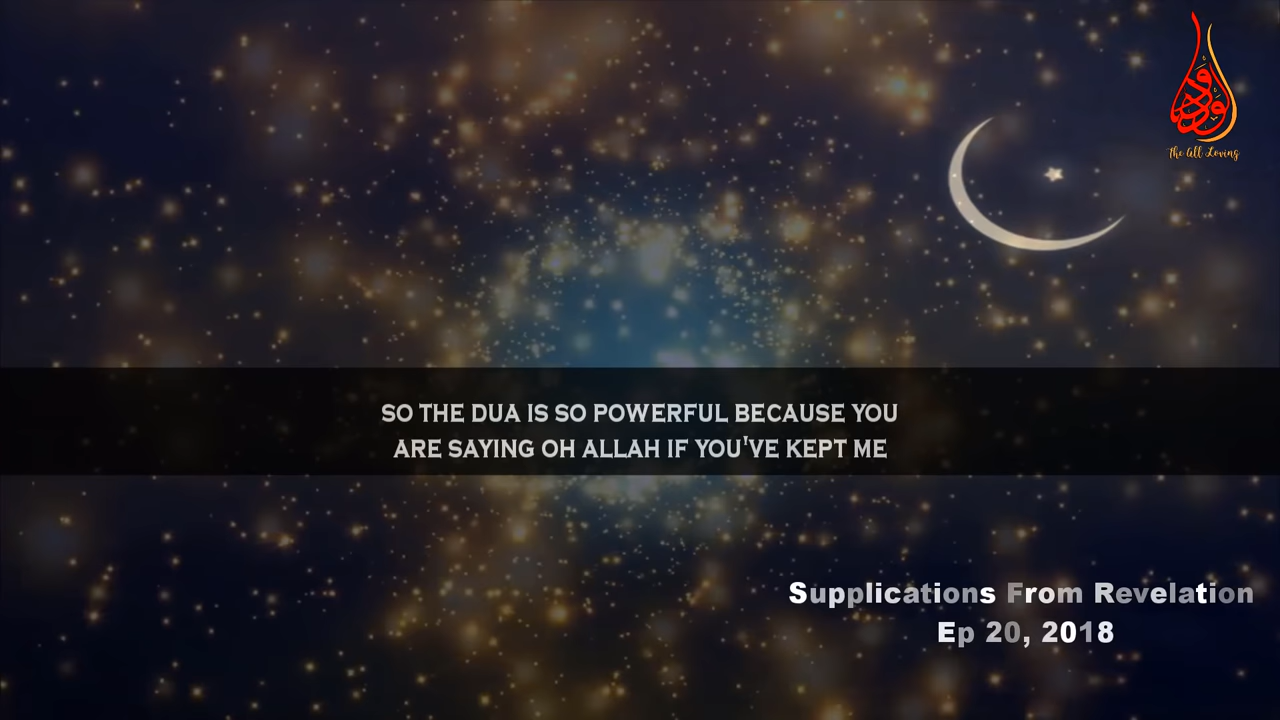 الودود
The All Loving
SO THE DUA IS SO POWERFUL BECAUSE YOU
ARE SAYING OH ALLAH IF YOU'VE KEPT ME
Supplications From Revelation
Ep 20, 2018